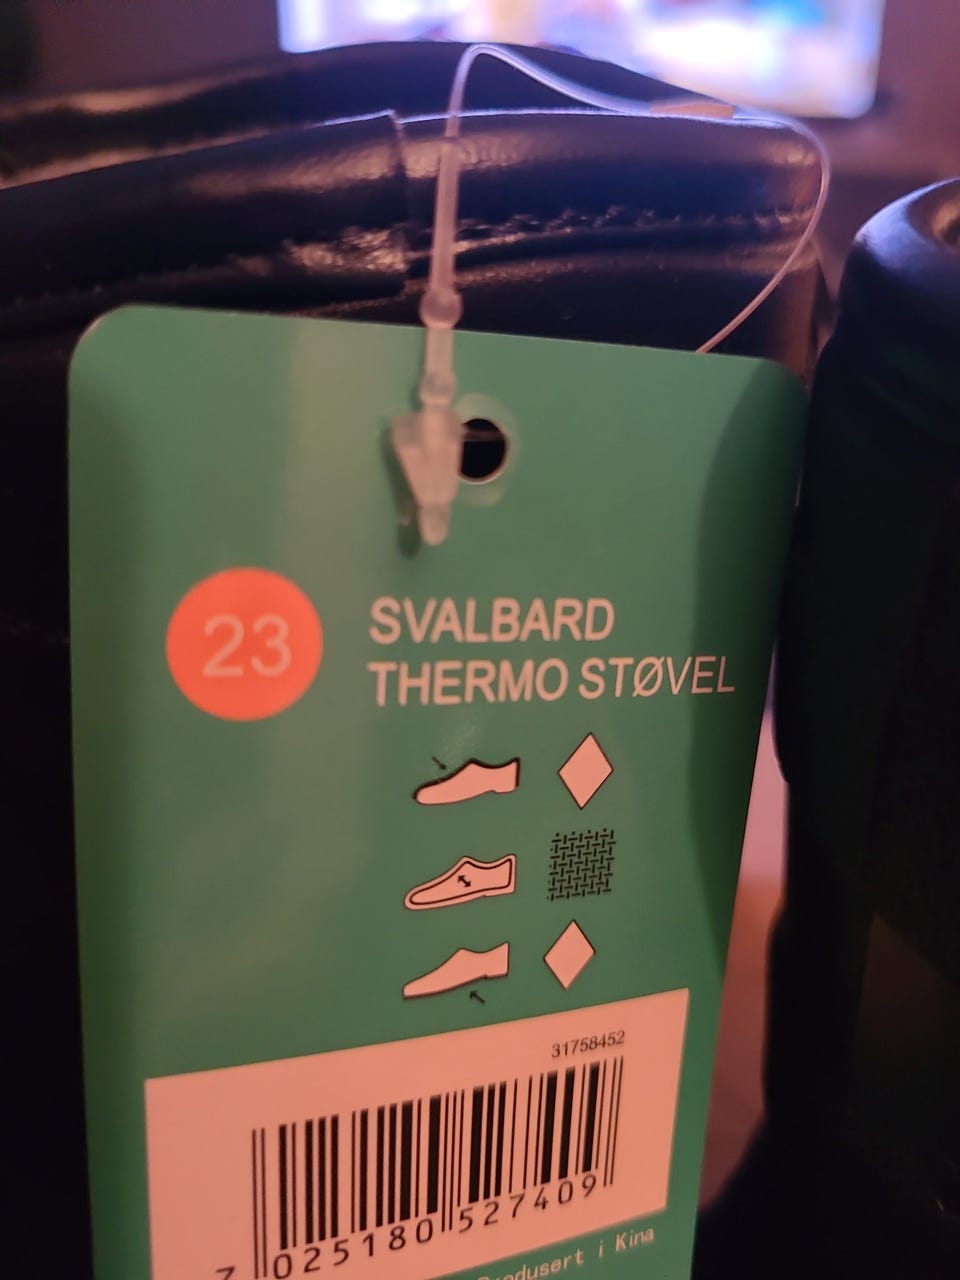 23
SVALBARD
THERMO STØVEL
31758452
7 025180 527409
Produsert i Kina